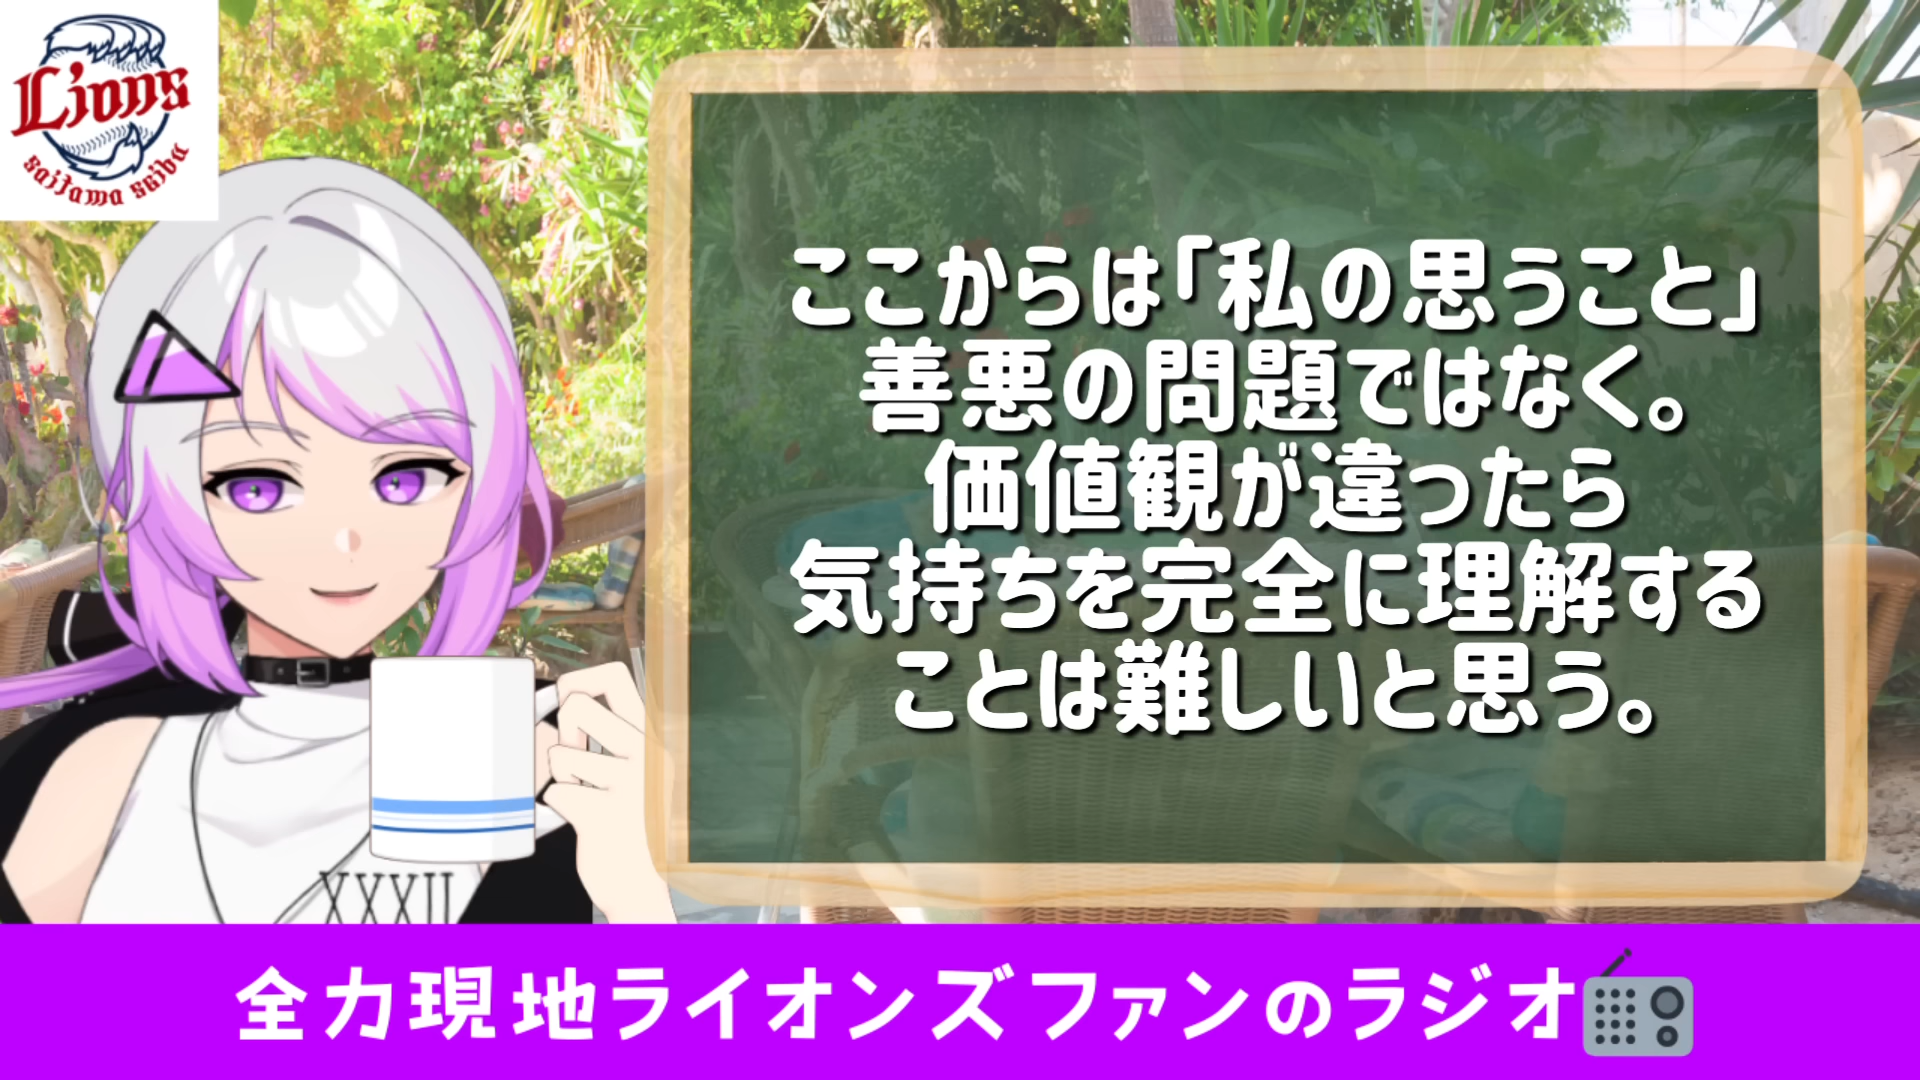 Lions
saitama seibu
ここからは「私の思うこと」
善悪の問題ではなく。
価値観が違ったら
気持ちを完全に理解する
ことは難しいと思う。
XXXII
全力現地ライオンズファンのラジオ